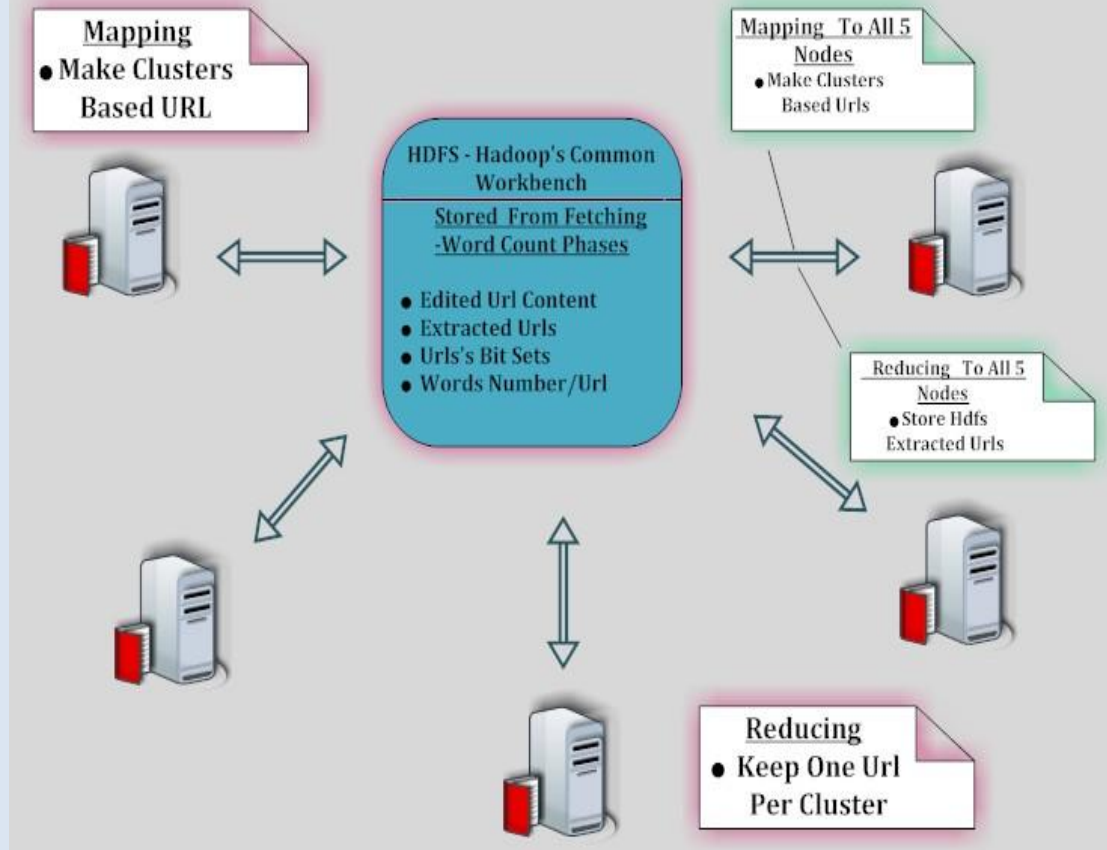 Mapping
● Make Clusters
Based URL
Mapping To All 5
Nodes
● Make Clusters
Based Urls
HDFS - Hadoop's Common
Workbench
Stored From Fetching
-Word Count Phases
● Edited Url Content
● Extracted Urls
● Urls's Bit Sets
● Words Number/Url
Reducing To All 5
Nodes
● Store Hdfs
Extracted Urls
Reducing
● Keep One Url
Per Cluster